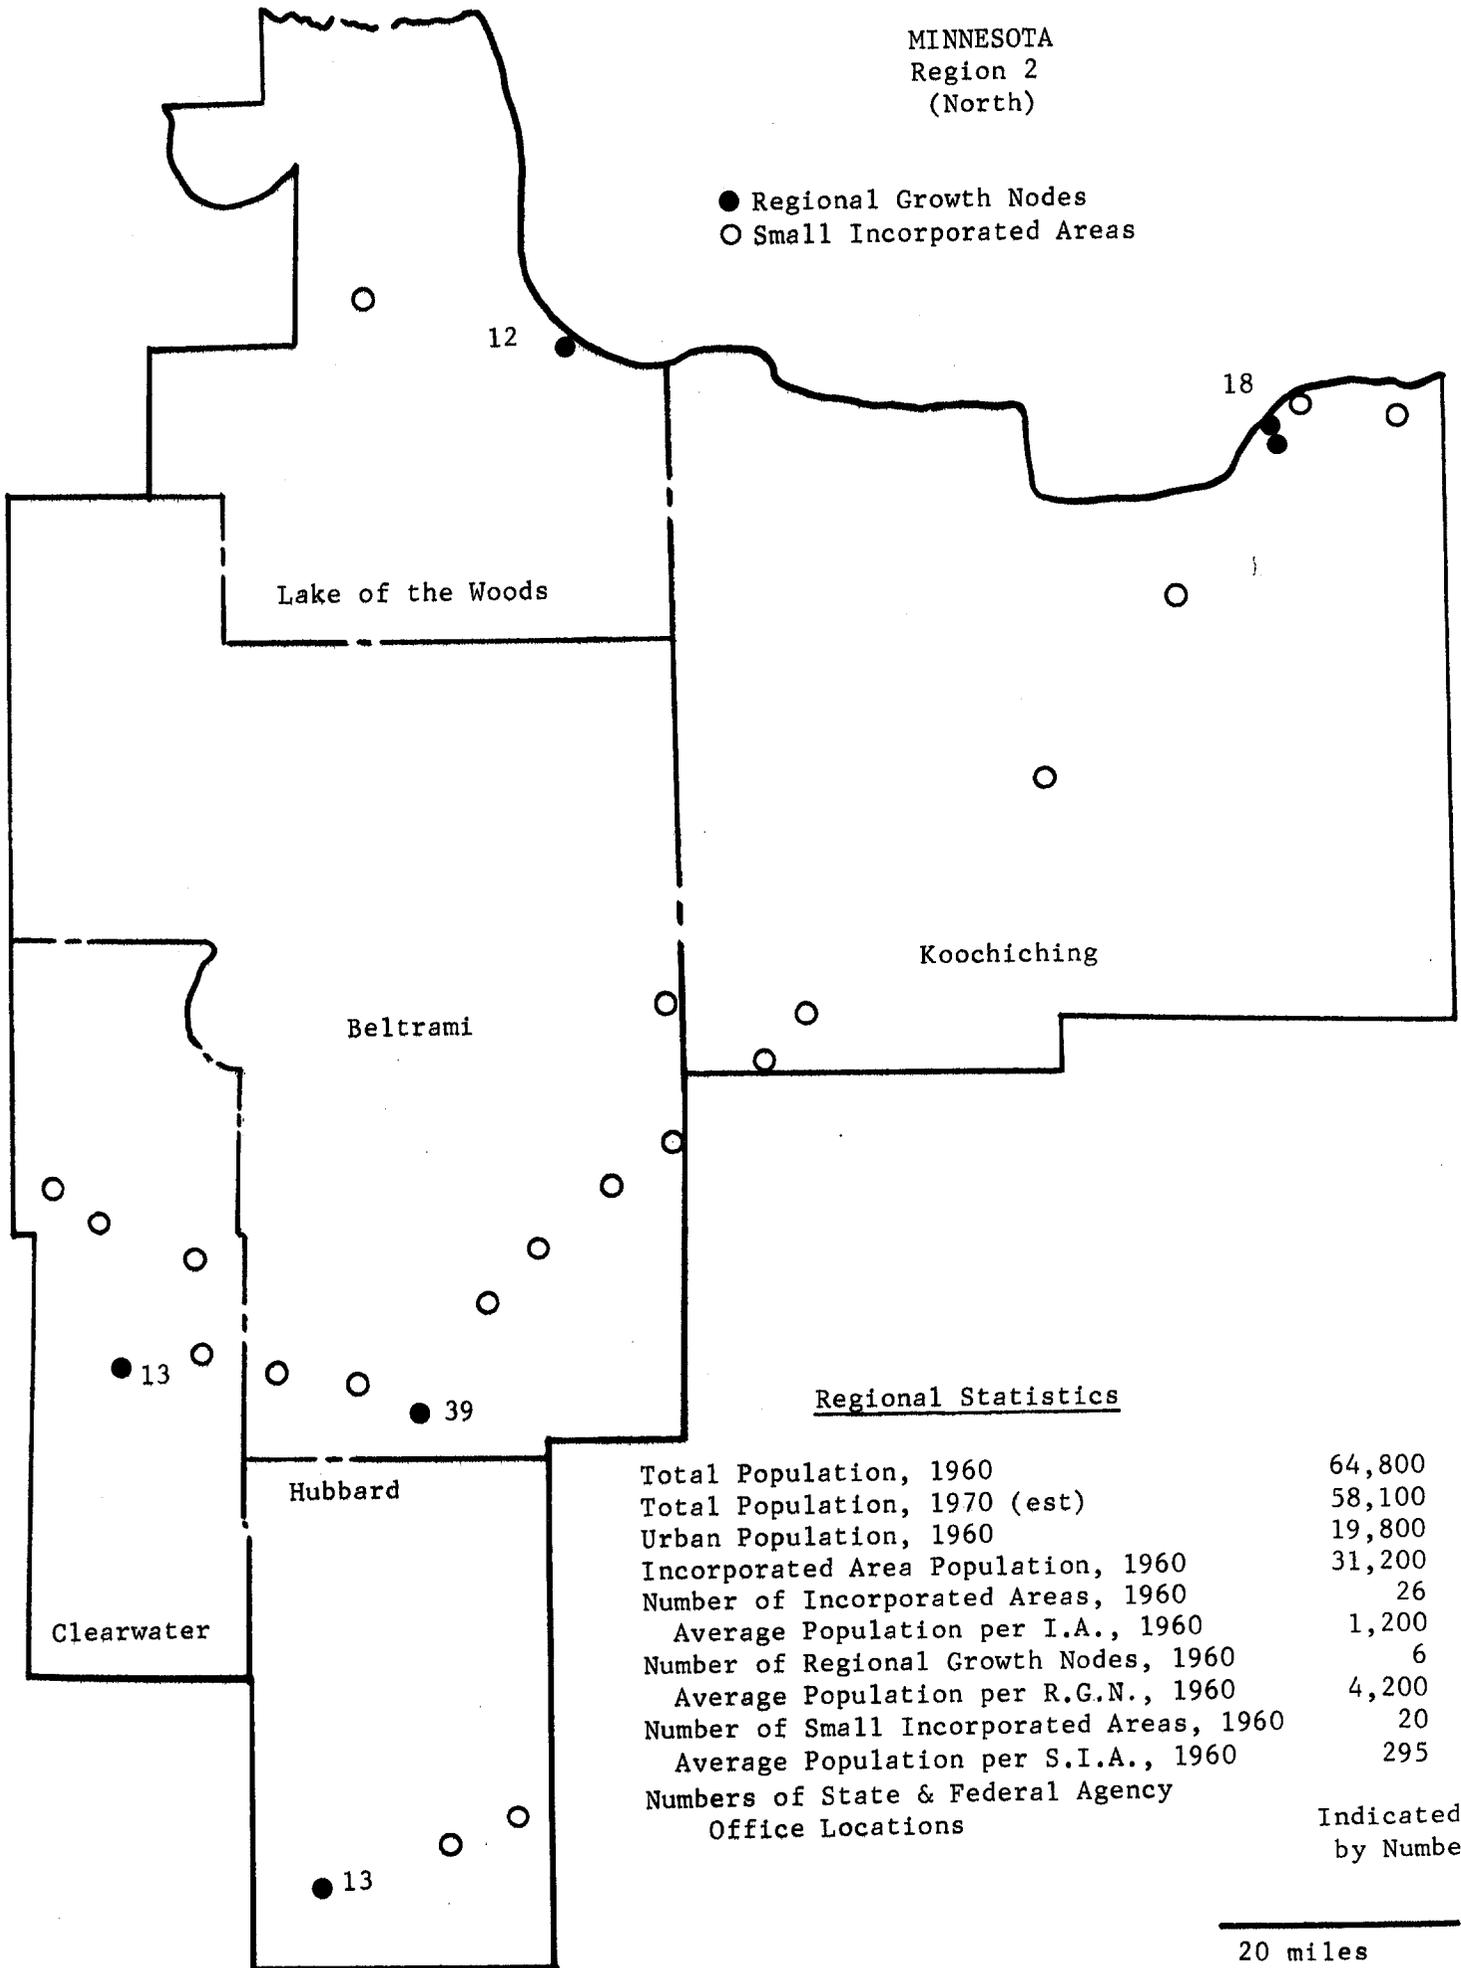 MINNESOTA
Region 2
(North)
Regional Growth Nodes
Small Incorporated Areas
12
18
Lake of the Woods
Koochiching
Beltrami
13
39
Hubbard
Clearwater
13
Regional Statistics
Total Population, 1960 64,800
Total Population, 1970 (est) 58,100
Urban Population, 1960 19,800
Incorporated Area Population, 1960 31,200
Number of Incorporated Areas, 1960 26
Average Population per I.A., 1960 1,200
Number of Regional Growth Nodes, 1960 6
Average Population per R.G.N., 1960 4,200
Number of Small Incorporated Areas, 1960 20
Average Population per S.I.A., 1960 295
Numbers of State & Federal Agency
Office Locations Indicated
by Numbe
20 miles